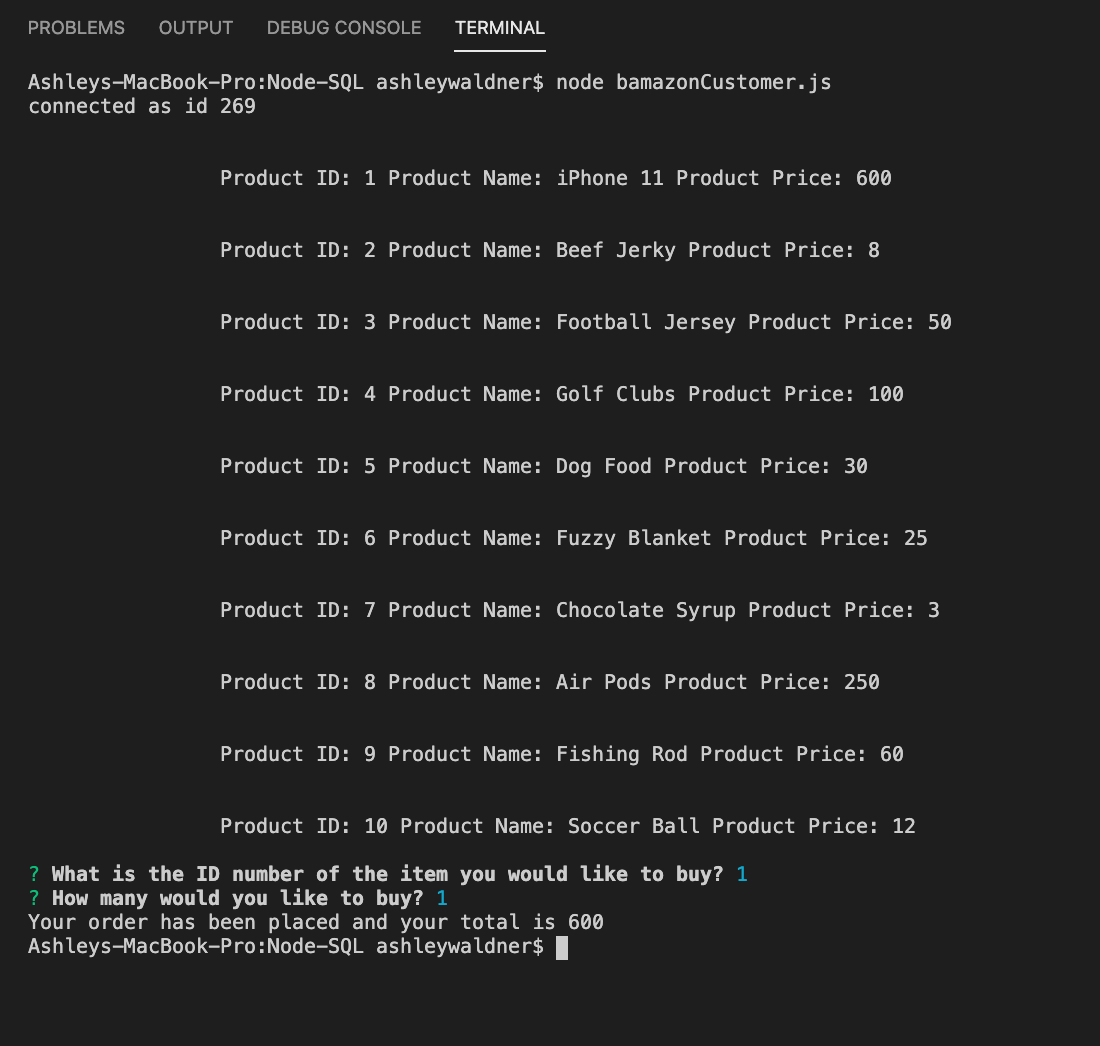 PROBLEMS OUTPUT DEBUG CONSOLE TERMINAL
Ashleys-MacBook-Pro:Node-SQL ashleywaldner$ node bamazonCustomer.js
connected as id 269
Product ID: 1 Product Name: iPhone 11 Product Price: 600
Product ID: 2 Product Name: Beef Jerky Product Price: 8
Product ID: 3 Product Name: Football Jersey Product Price: 50
Product ID: 4 Product Name: Golf Clubs Product Price: 100
Product ID: 5 Product Name: Dog Food Product Price: 30
Product ID: 6 Product Name: Fuzzy Blanket Product Price: 25
Product ID: 7 Product Name: Chocolate Syrup Product Price: 3
Product ID: 8 Product Name: Air Pods Product Price: 250
Product ID: 9 Product Name: Fishing Rod Product Price: 60
Product ID: 10 Product Name: Soccer Ball Product Price: 12
? What is the ID number of the item you would like to buy? 1
? How many would you like to buy? 1
Your order has been placed and your total is 600
Ashleys-MacBook-Pro:Node-SQL ashleywaldner$